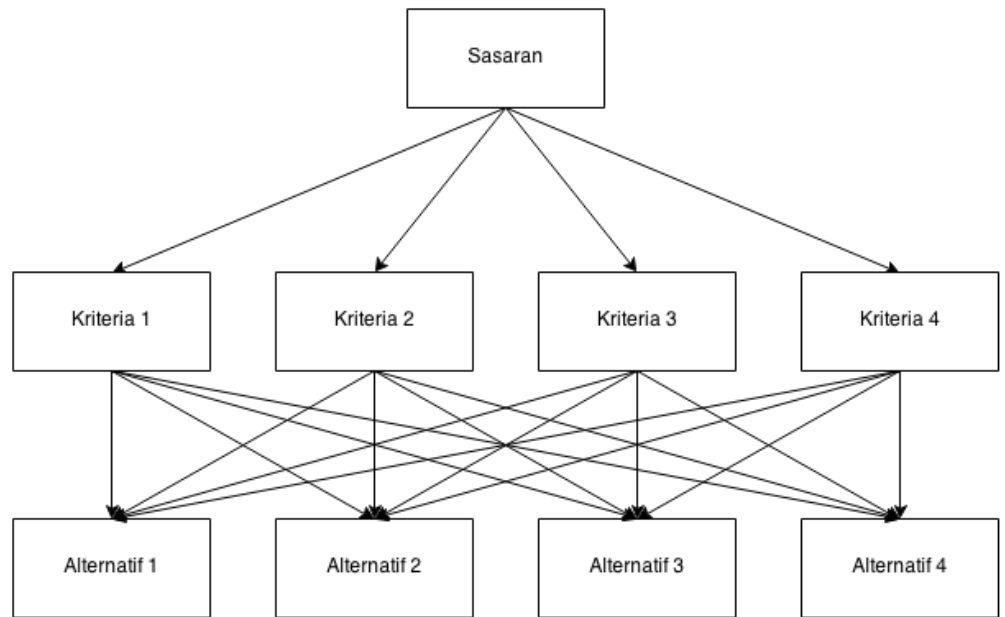 Sasaran
Kriteria 1
Kriteria 2
Kriteria 3
Kriteria 4
Alternatif 1
Alternatif 2
Alternatif 3
Alternatif 4